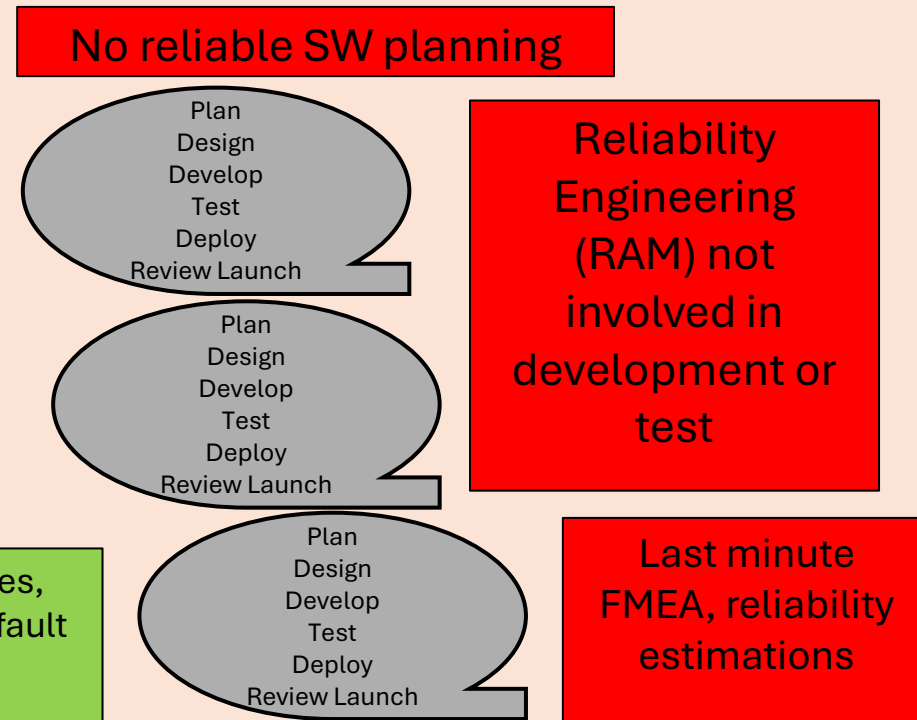 No reliable SW planning
Plan
Design
Develop
Test
Deploy
Review Launch
Reliability
Engineering
(RAM) not
involved in
development or
test
Plan
Design
Develop
Test
Deploy
Review Launch
Plan
Design
Develop
Test
Deploy
Review Launch
fault
Last minute
FMEA, reliability
estimations